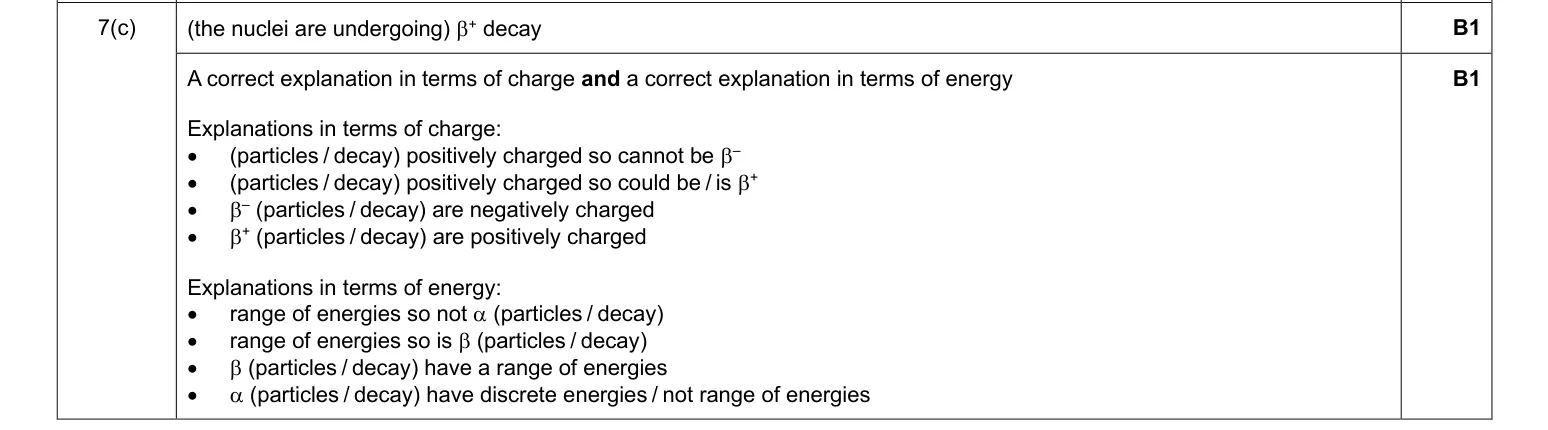 7(c) (the nuclei are undergoing) β⁺ decay B1
A correct explanation in terms of charge and a correct explanation in terms of energy B1
Explanations in terms of charge:
• (particles / decay) positively charged so cannot be β⁻
• (particles / decay) positively charged so could be / is β⁺
• β⁻ (particles / decay) are negatively charged
• β⁺ (particles / decay) are positively charged
Explanations in terms of energy:
• range of energies so not α (particles / decay)
• range of energies so is β (particles / decay)
• β (particles / decay) have a range of energies
• α (particles / decay) have discrete energies / not range of energies